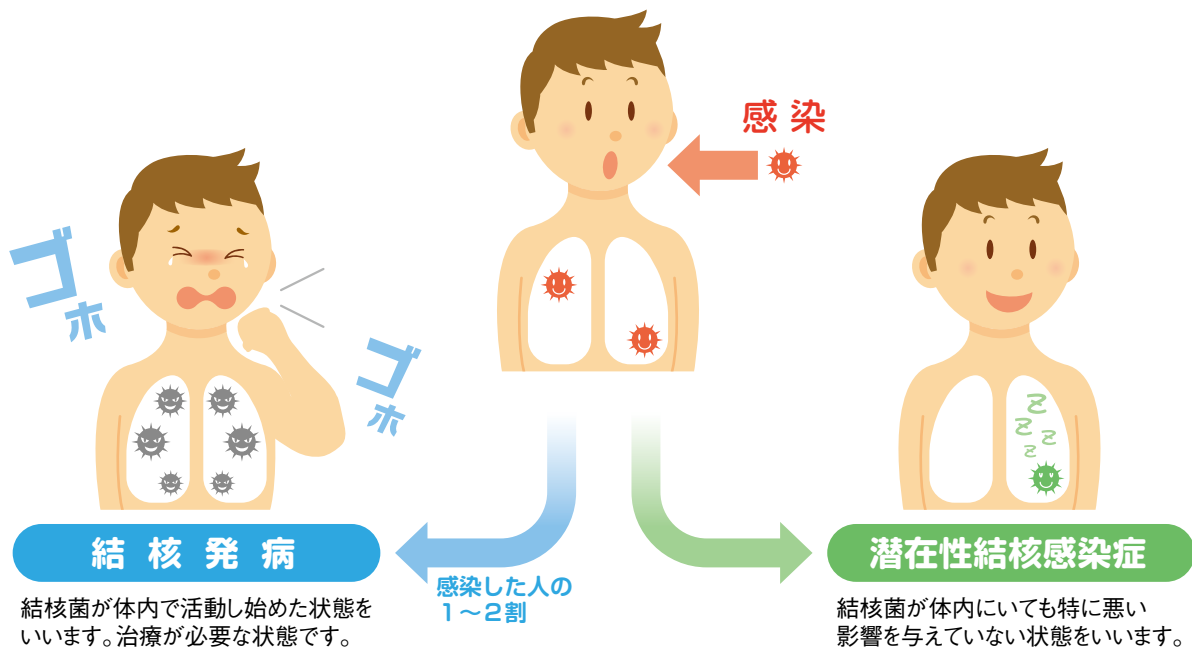 感染
ゴホ
ゴホ
結核発病
結核菌が体内で活動し始めた状態を
いいます。治療が必要な状態です。
感染した人の
1～2割
潜在性結核感染症
z
z
z
z
結核菌が体内にいても特に悪い
影響を与えていない状態をいいます。